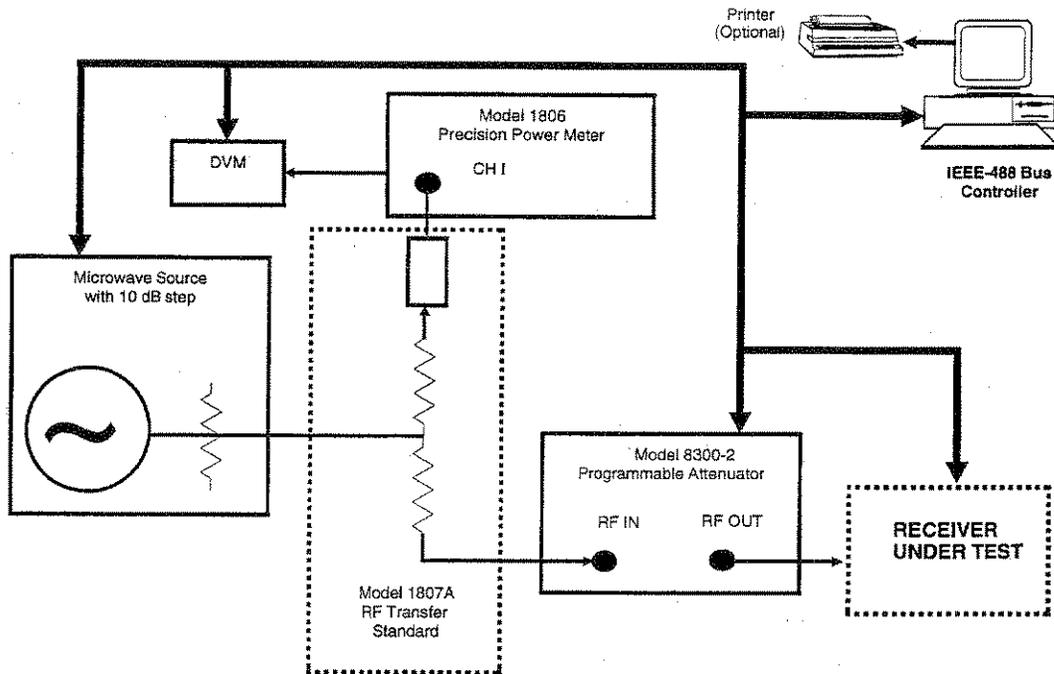 Printer
(Optional)
Model 1806
Precision Power Meter
DVM
CH I
IEEE-488 Bus
Controller
Microwave Source
with 10 dB step
Model 8300-2
Programmable Attenuator
RF IN
RF OUT
RECEIVER
UNDER TEST
Model 1807A
RF Transfer
Standard